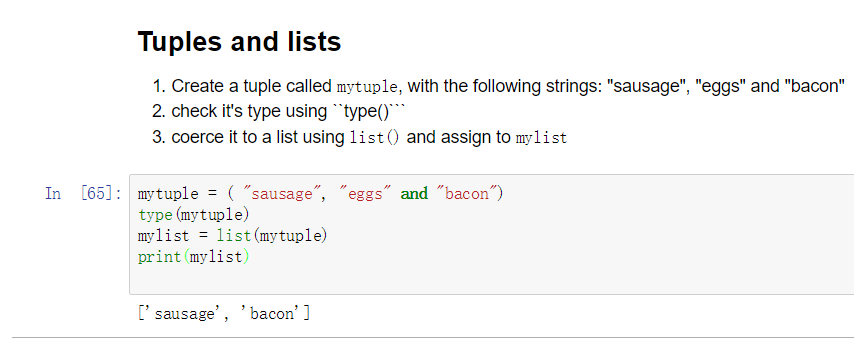 Tuples and lists
1. Create a tuple called mytuple, with the following strings: "sausage", "eggs" and "bacon"
2. check it's type using ``type()```
3. coerce it to a list using list() and assign to mylist
In [65]: mytuple = ( "sausage", "eggs" and "bacon")
type(mytuple)
mylist = list(mytuple)
print(mylist)
['sausage', 'bacon']